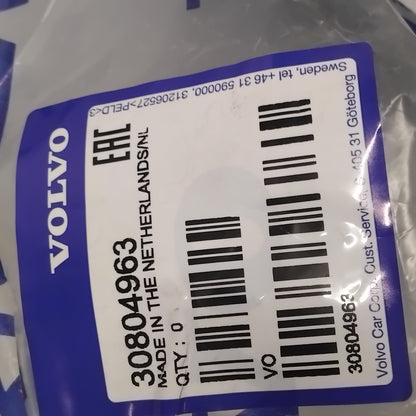 VOLVO
EAC
30804963
MADE IN THE NETHERLANDS/NL
QTY: 0
VO
30804963
Volvo Car Corp. Cust. Service, S-405 31 Göteborg
Sweden, tel +46 31 590000. 31206527>PELD<3